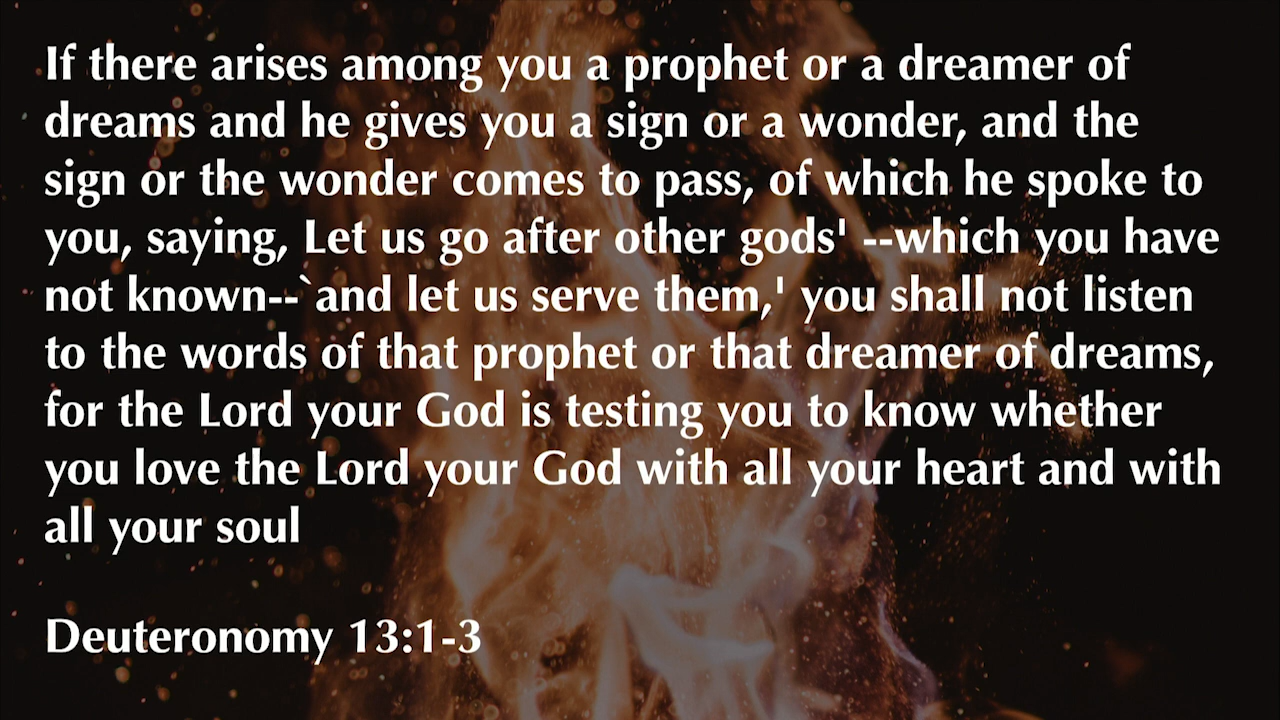 If there arises among you a prophet or a dreamer of
dreams and he gives you a sign or a wonder, and the
sign or the wonder comes to pass, of which he spoke to
you, saying, Let us go after other gods' --which you have
not known--`and let us serve them,' you shall not listen
to the words of that prophet or that dreamer of dreams,
for the Lord your God is testing you to know whether
you love the Lord your God with all your heart and with
all your soul
Deuteronomy 13:1-3